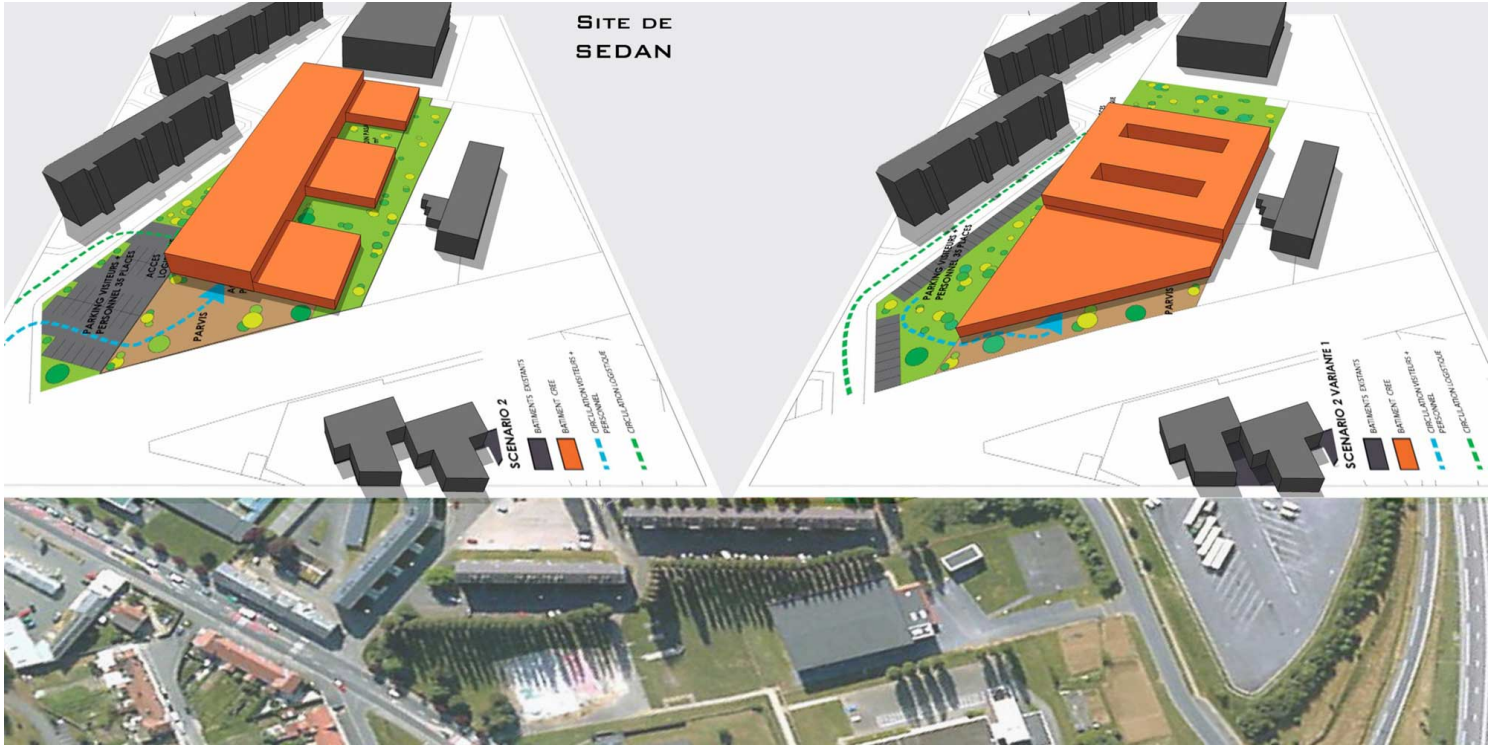 SITE DE
SEDAN
ACCES
PARKING VISITEURS +
PERSONNEL 35 PLACES
PARVIS
SCENARIO 2
BATIMENTS EXISTANTS
BATIMENT CREE
CIRCULATION VISITEURS +
PERSONNEL
CIRCULATION LOGISTIQUE
PARKING VISITEURS +
PERSONNEL 35 PLACES
PARVIS
SCENARIO 2 VARIANTE 1
BATIMENTS EXISTANTS
BATIMENT CREE
CIRCULATION VISITEURS +
PERSONNEL
CIRCULATION LOGISTIQUE